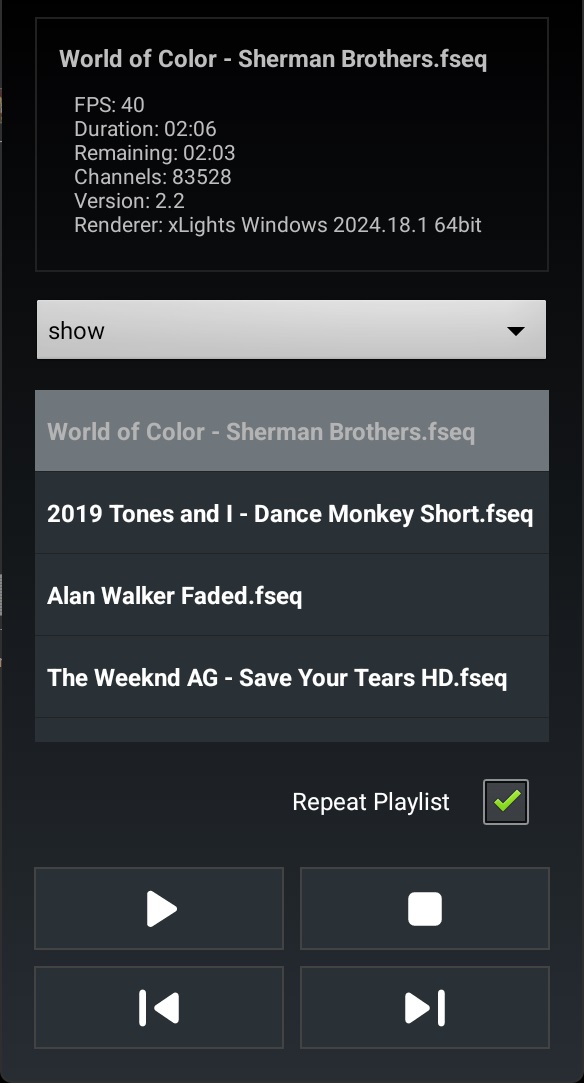 World of Color - Sherman Brothers.fseq
FPS: 40
Duration: 02:06
Remaining: 02:03
Channels: 83528
Version: 2.2
Renderer: xLights Windows 2024.18.1 64bit
show
World of Color - Sherman Brothers.fseq
2019 Tones and I - Dance Monkey Short.fseq
Alan Walker Faded.fseq
The Weeknd AG - Save Your Tears HD.fseq
Repeat Playlist